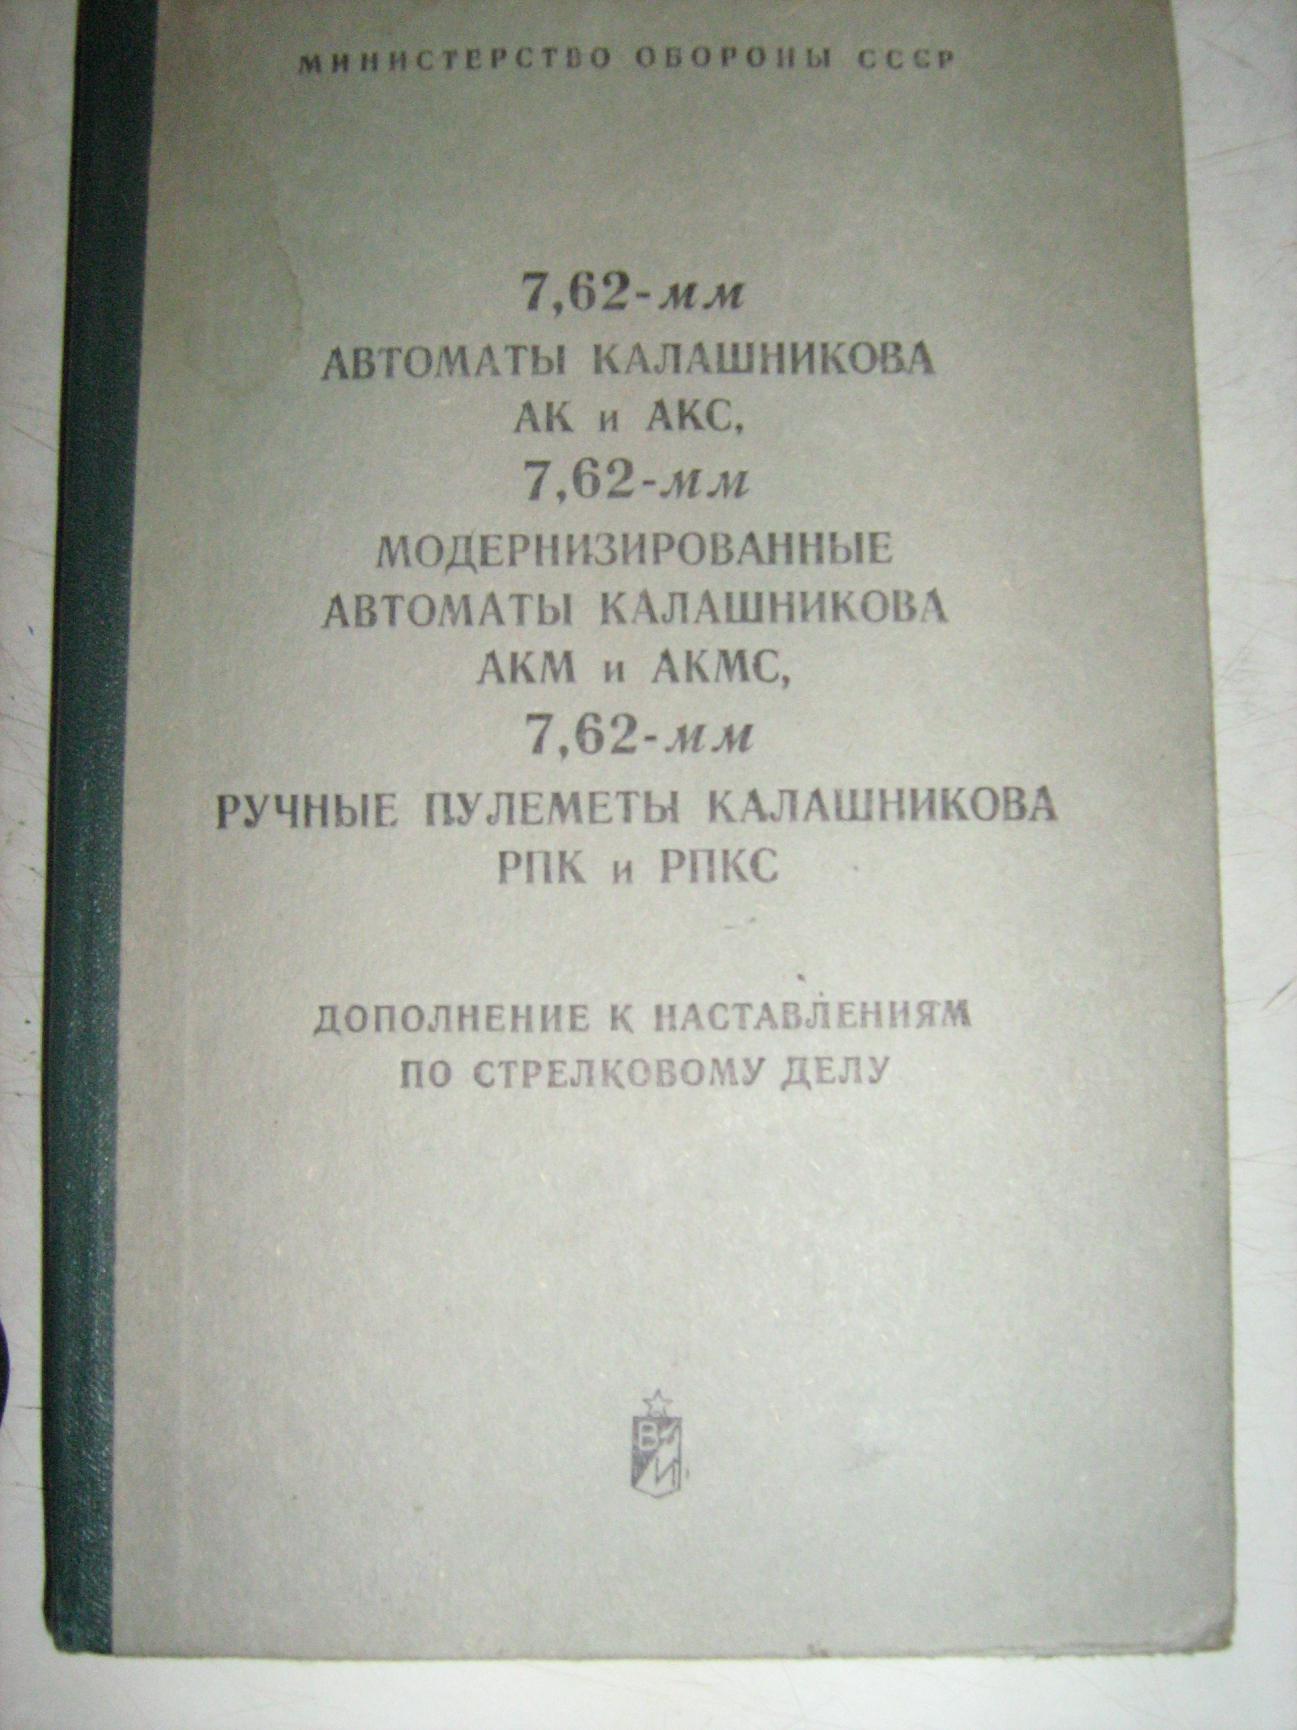 МИНИСТЕРСТВО ОБОРОНЫ СССР
7,62-мм
АВТОМАТЫ КАЛАШНИКОВА
АК и АКС,
7,62-мм
МОДЕРНИЗИРОВАННЫЕ
АВТОМАТЫ КАЛАШНИКОВА
АКМ и АКМС,
7,62-мм
РУЧНЫЕ ПУЛЕМЕТЫ КАЛАШНИКОВА
РПК и РПКС
ДОПОЛНЕНИЕ К НАСТАВЛЕНИЯМ
ПО СТРЕЛКОВОМУ ДЕЛУ
В
И